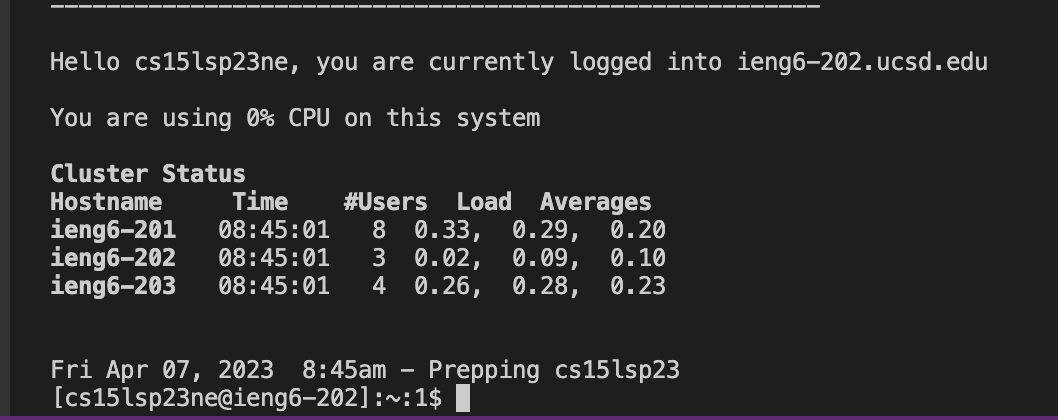 Hello cs15lsp23ne, you are currently logged into ieng6-202.ucsd.edu
You are using 0% CPU on this system
Cluster Status
Hostname     Time    #Users  Load  Averages
ieng6-201   08:45:01   8  0.33,  0.29,  0.20
ieng6-202   08:45:01   3  0.02,  0.09,  0.10
ieng6-203   08:45:01   4  0.26,  0.28,  0.23
Fri Apr 07, 2023  8:45am - Prepping cs15lsp23
[cs15lsp23ne@ieng6-202]:~:1$